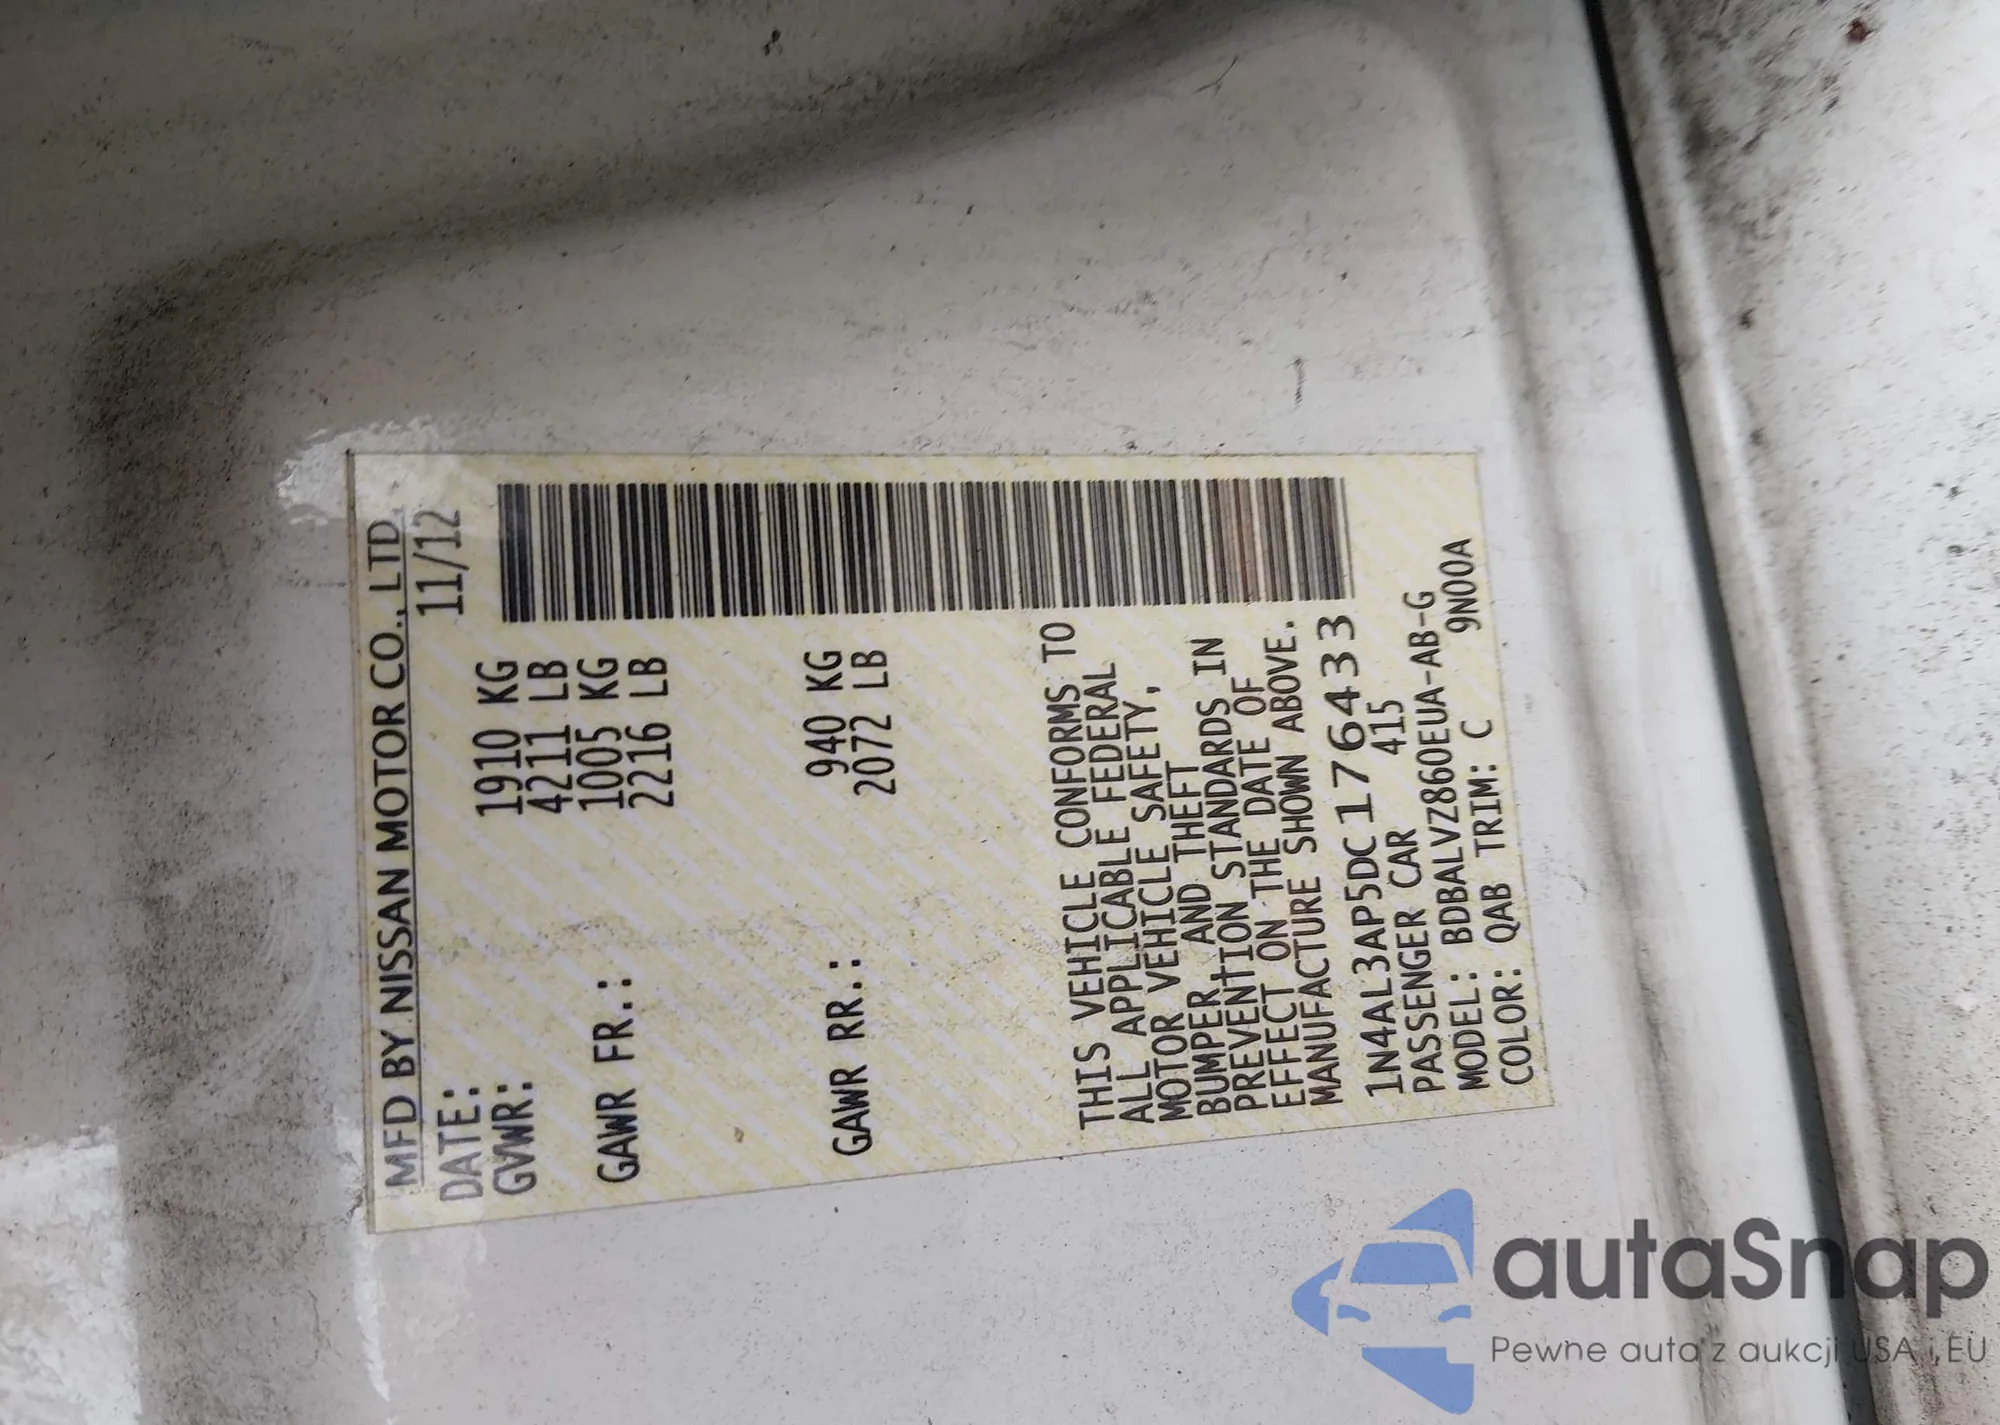 MFD BY NISSAN MOTOR CO., LTD.
DATE: 11/12
GVWR: 1910 KG
4211 LB
GAWR FR.: 1005 KG
2216 LB
GAWR RR.: 940 KG
2072 LB
THIS VEHICLE CONFORMS TO
ALL APPLICABLE FEDERAL
MOTOR VEHICLE SAFETY,
BUMPER AND THEFT
PREVENTION STANDARDS IN
EFFECT ON THE DATE OF
MANUFACTURE SHOWN ABOVE.
1N4AL3AP5DC176433
PASSENGER CAR 415
MODEL: BDBALVZ860EUA-AB-G
COLOR: QAB TRIM: C 9N00A
autaSnap
Pewne auta z aukcji USA i EU